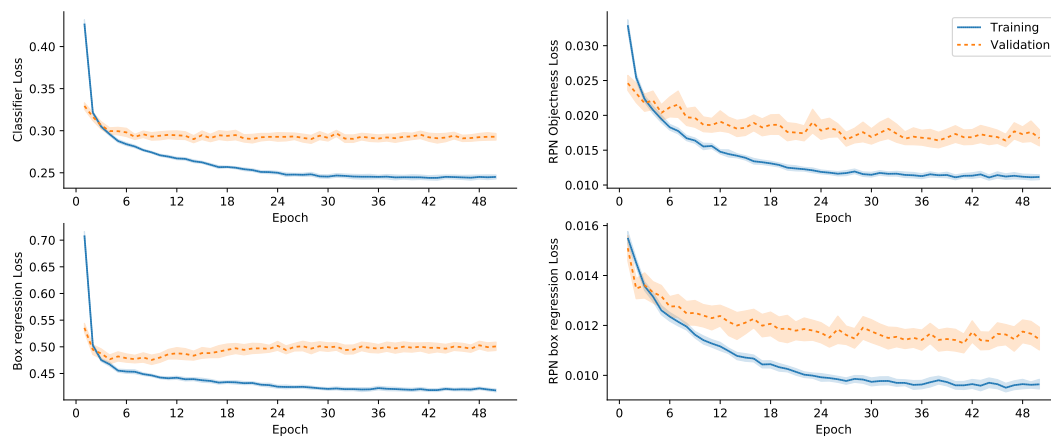 Classifier Loss
0.40
0.35
0.30
0.25
0 6 12 18 24 30 36 42 48
Epoch
RPN Objectness Loss
0.030
0.025
0.020
0.015
0.010
0 6 12 18 24 30 36 42 48
Epoch
Training
Validation
Box regression Loss
0.70
0.65
0.60
0.55
0.50
0.45
0 6 12 18 24 30 36 42 48
Epoch
RPN box regression Loss
0.016
0.014
0.012
0.010
0 6 12 18 24 30 36 42 48
Epoch